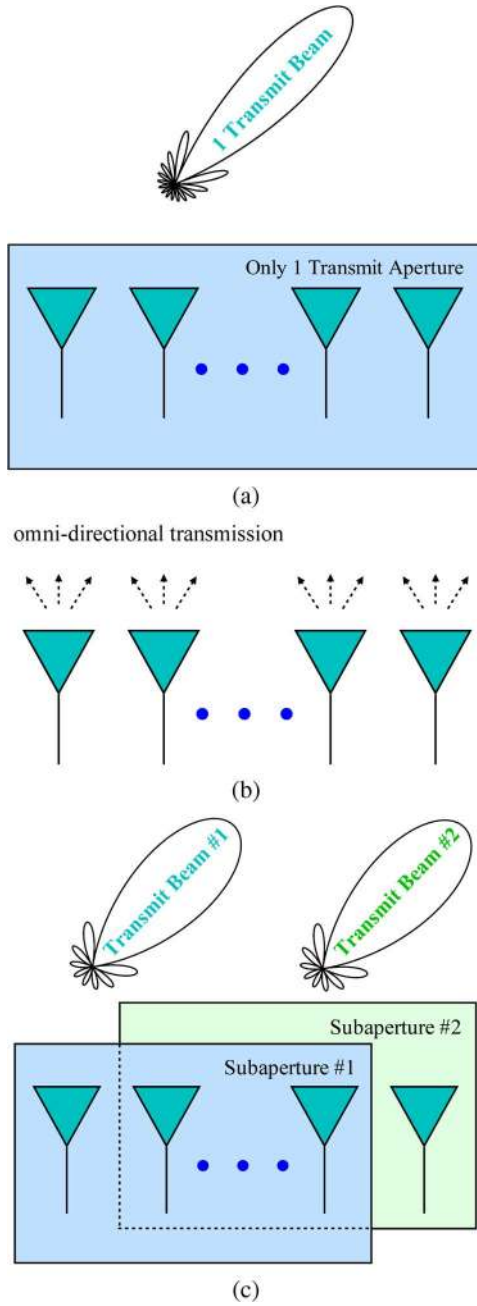 1 Transmit Beam
Only 1 Transmit Aperture
(a)
omni-directional transmission
(b)
Transmit Beam #1
Transmit Beam #2
Subaperture #2
Subaperture #1
(c)